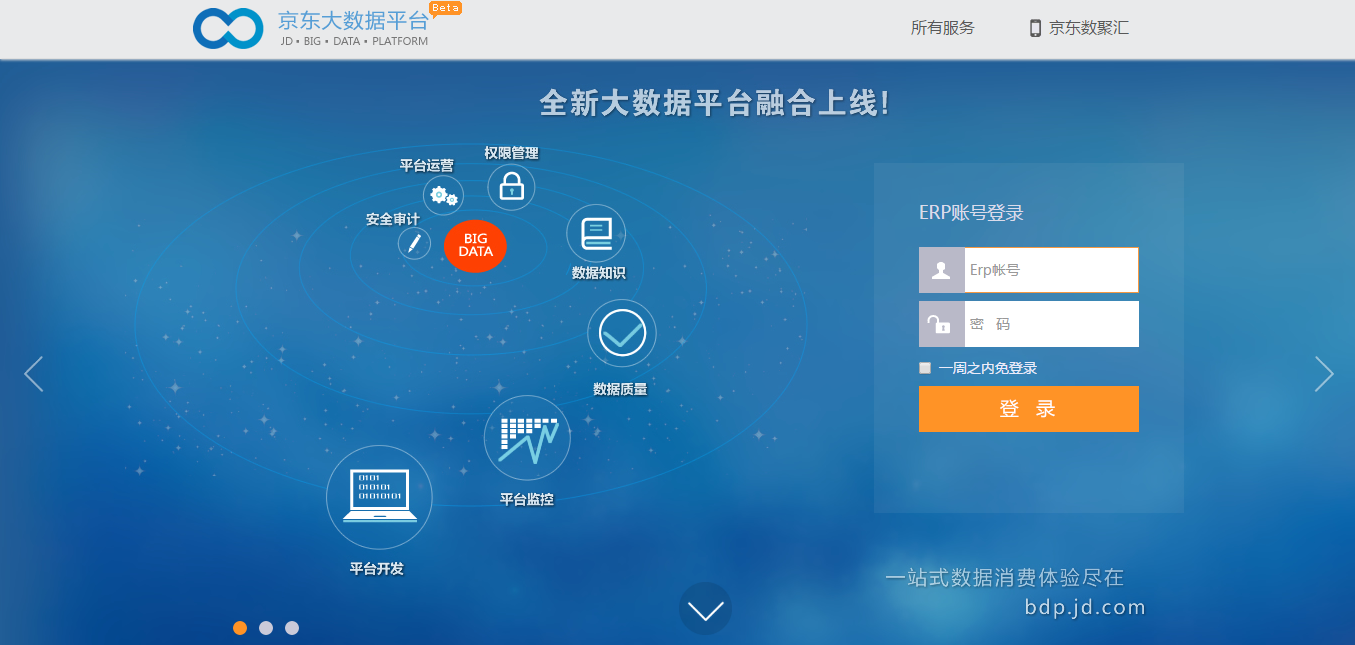 京东大数据平台
Beta
JD • BIG • DATA • PLATFORM
所有服务
京东数聚汇
全新大数据平台融合上线!
权限管理
平台运营
安全审计
BIG
DATA
数据知识
数据质量
平台监控
0101
010101
01010101
平台开发
ERP账号登录
Erp帐号
密 码
一周之内免登录
登 录
一站式数据消费体验尽在
bdp.jd.com